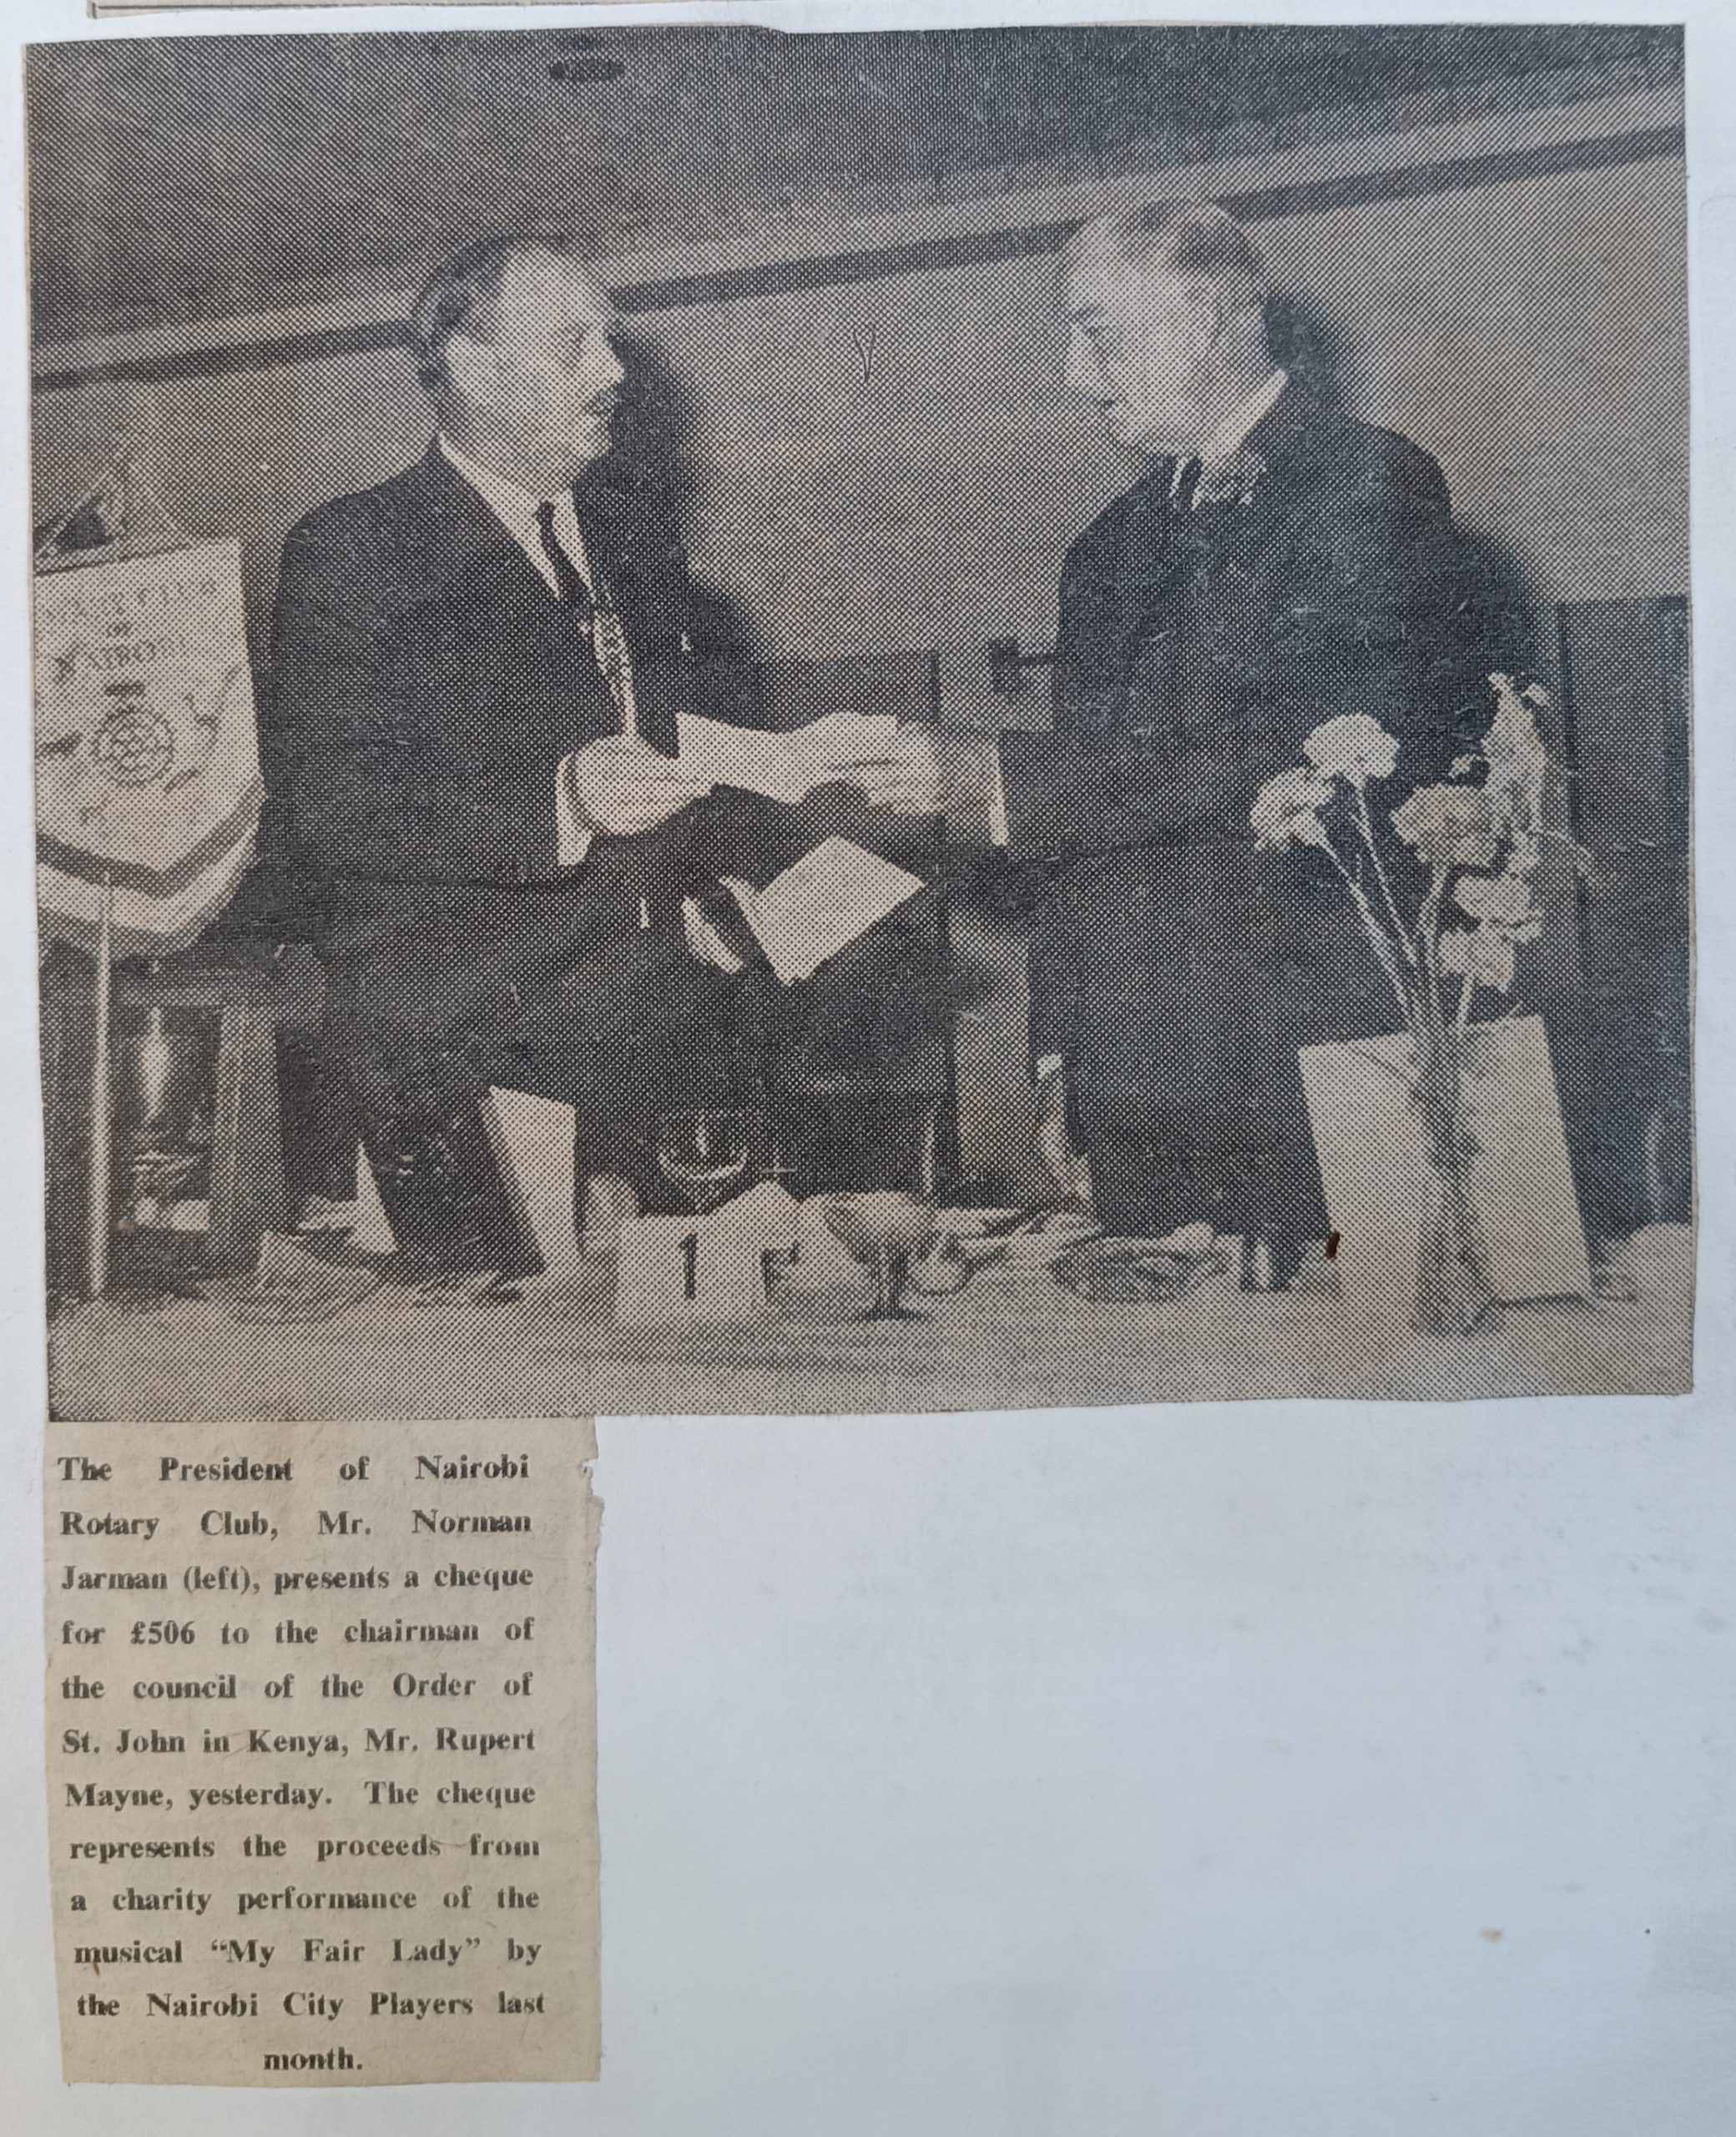 OF
1
The President of Nairobi
Rotary Club, Mr. Norman
Jarman (left), presents a cheque
for £506 to the chairman of
the council of the Order of
St. John in Kenya, Mr. Rupert
Mayne, yesterday. The cheque
represents the proceeds from
a charity performance of the
musical “My Fair Lady” by
the Nairobi City Players last
month.